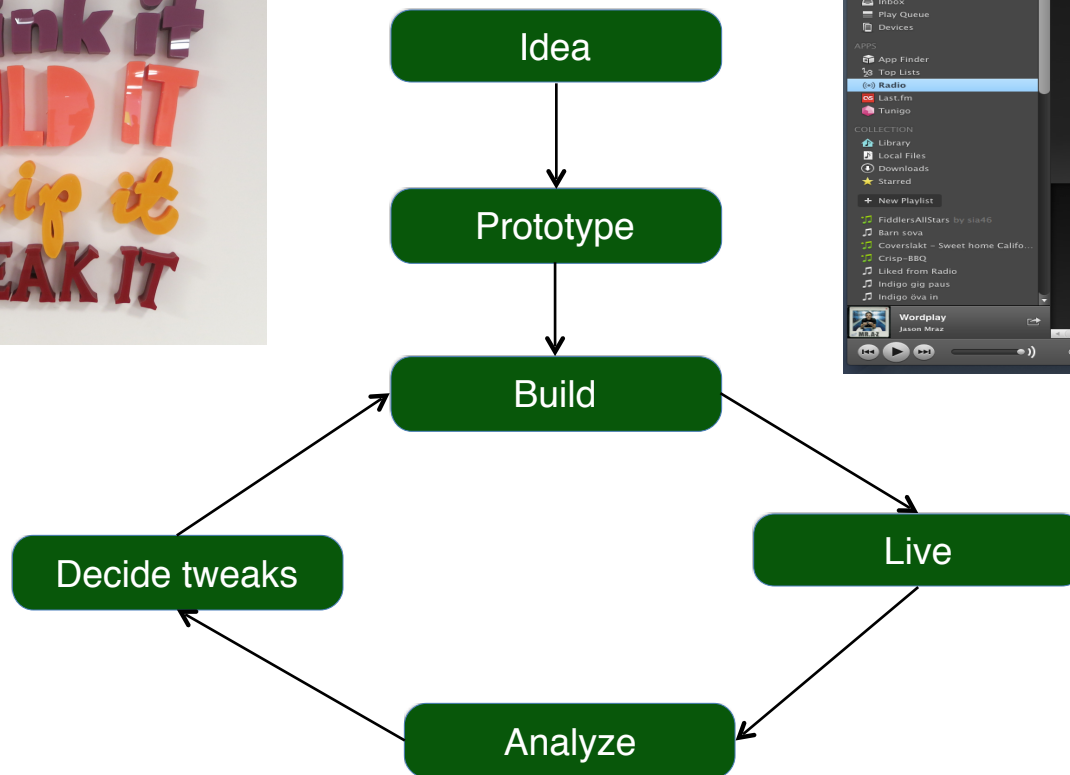 ink it
LD IT
ip it
EAK IT
Idea
Prototype
Build
Decide tweaks
Live
Analyze
Inbox
Play Queue
Devices
APPS
App Finder
Top Lists
Radio
Last.fm
Tunigo
COLLECTION
Library
Local Files
Downloads
Starred
+ New Playlist
FiddlersAllStars by sia46
Barn sova
Coverslakt - Sweet home Califo...
Crisp-BBQ
Liked from Radio
Indigo gig paus
Indigo öva in
Wordplay
Jason Mraz
MR. A-Z